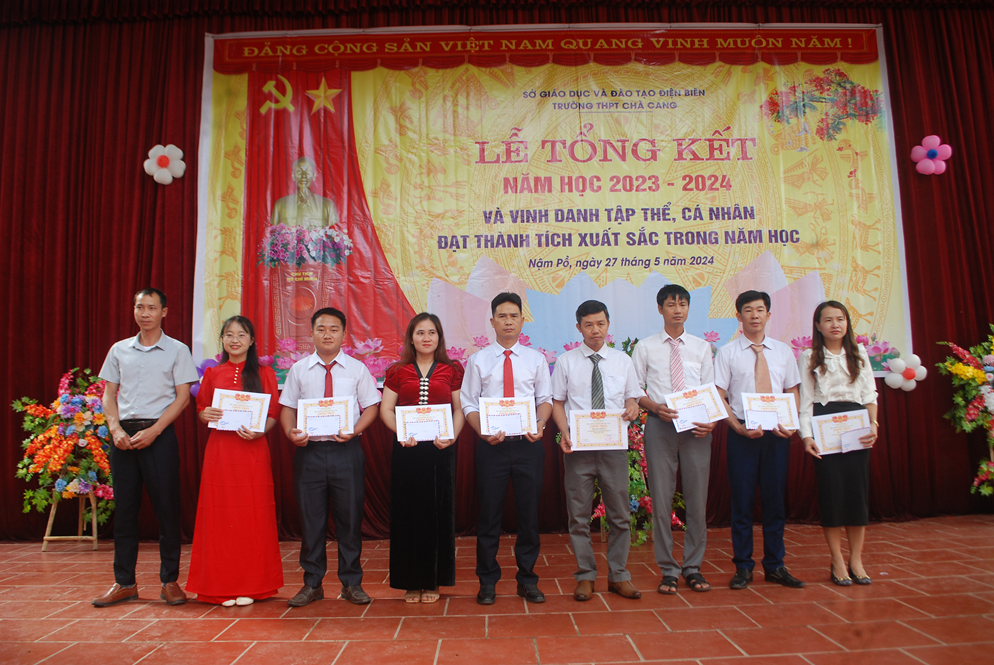 ĐẢNG CỘNG SẢN VIỆT NAM QUANG VINH MUÔN NĂM !
SỞ GIÁO DỤC VÀ ĐÀO TẠO ĐIỆN BIÊN
TRƯỜNG THPT CHÀ CANG
LỄ TỔNG KẾT
NĂM HỌC 2023 - 2024
VÀ VINH DANH TẬP THỂ, CÁ NHÂN
ĐẠT THÀNH TÍCH XUẤT SẮC TRONG NĂM HỌC
Nậm Pồ, ngày 27 tháng 5 năm 2024